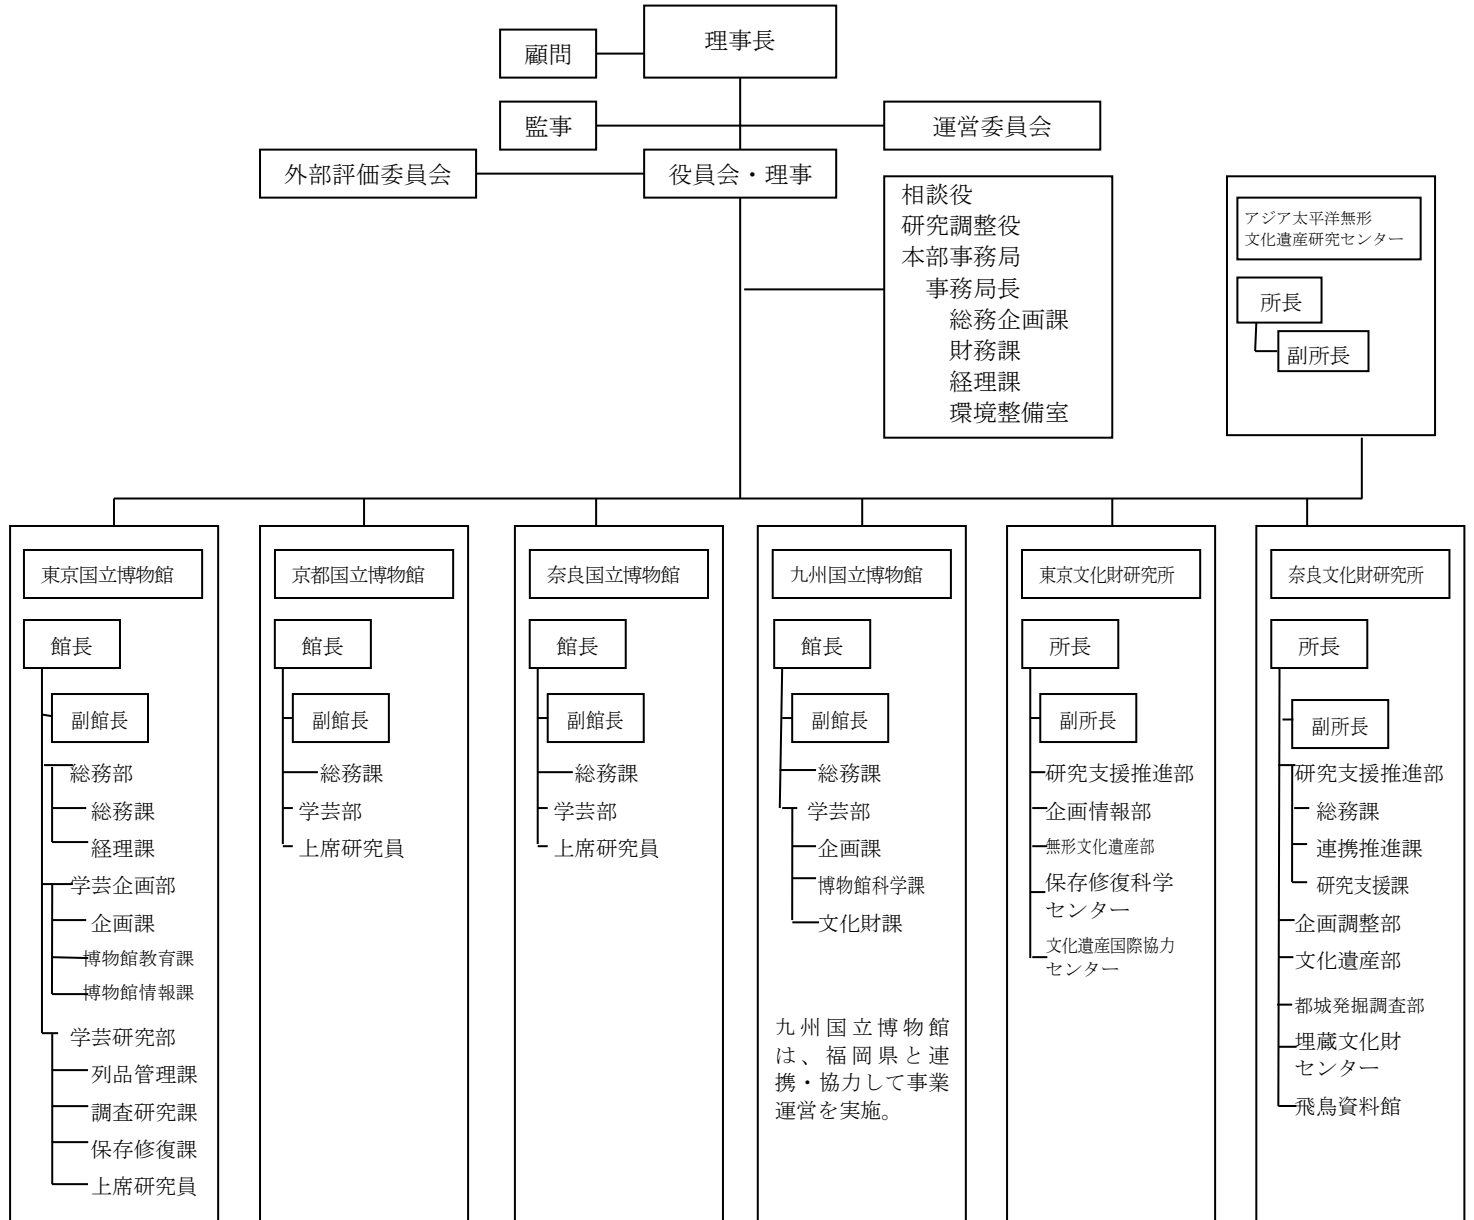 理事長
顧問
監事
運営委員会
外部評価委員会
役員会・理事
相談役
研究調整役
本部事務局
事務局長
総務企画課
財務課
経理課
環境整備室
アジア太平洋無形
文化遺産研究センター
所長
副所長
東京国立博物館
館長
副館長
総務部
総務課
経理課
学芸企画部
企画課
博物館教育課
博物館情報課
学芸研究部
列品管理課
調査研究課
保存修復課
上席研究員
京都国立博物館
館長
副館長
総務課
学芸部
上席研究員
奈良国立博物館
館長
副館長
総務課
学芸部
上席研究員
九州国立博物館
館長
副館長
総務課
学芸部
企画課
博物館科学課
文化財課
九州国立博物館
は、福岡県と連
携・協力して事業
運営を実施。
東京文化財研究所
所長
副所長
研究支援推進部
企画情報部
無形文化遺産部
保存修復科学
センター
文化遺産国際協力
センター
奈良文化財研究所
所長
副所長
研究支援推進部
総務課
連携推進課
研究支援課
企画調整部
文化遺産部
都城発掘調査部
埋蔵文化財
センター
飛鳥資料館